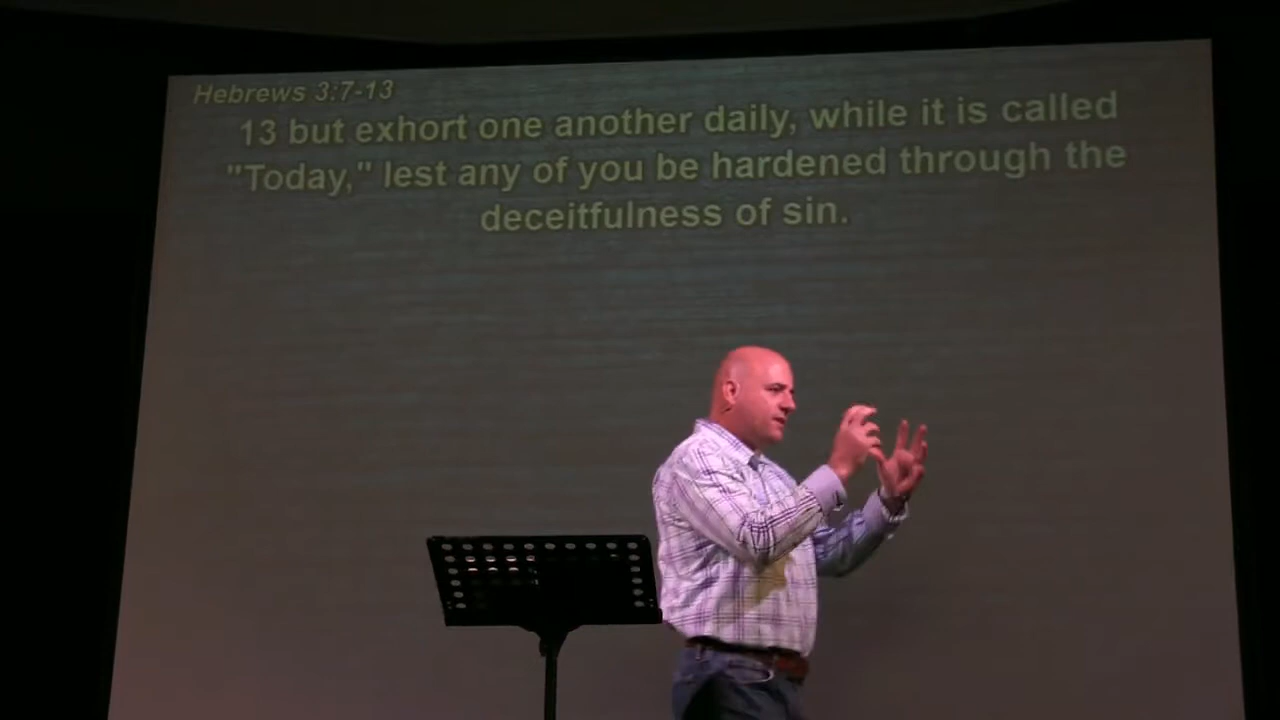 Hebrews 3:7-13
13 but exhort one another daily, while it is called
"Today," lest any of you be hardened through the
deceitfulness of sin.